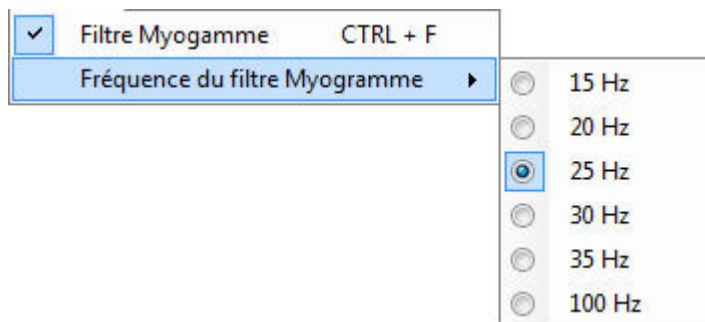 Filtre Myogamme CTRL + F
Fréquence du filtre Myogramme
15 Hz
20 Hz
25 Hz
30 Hz
35 Hz
100 Hz